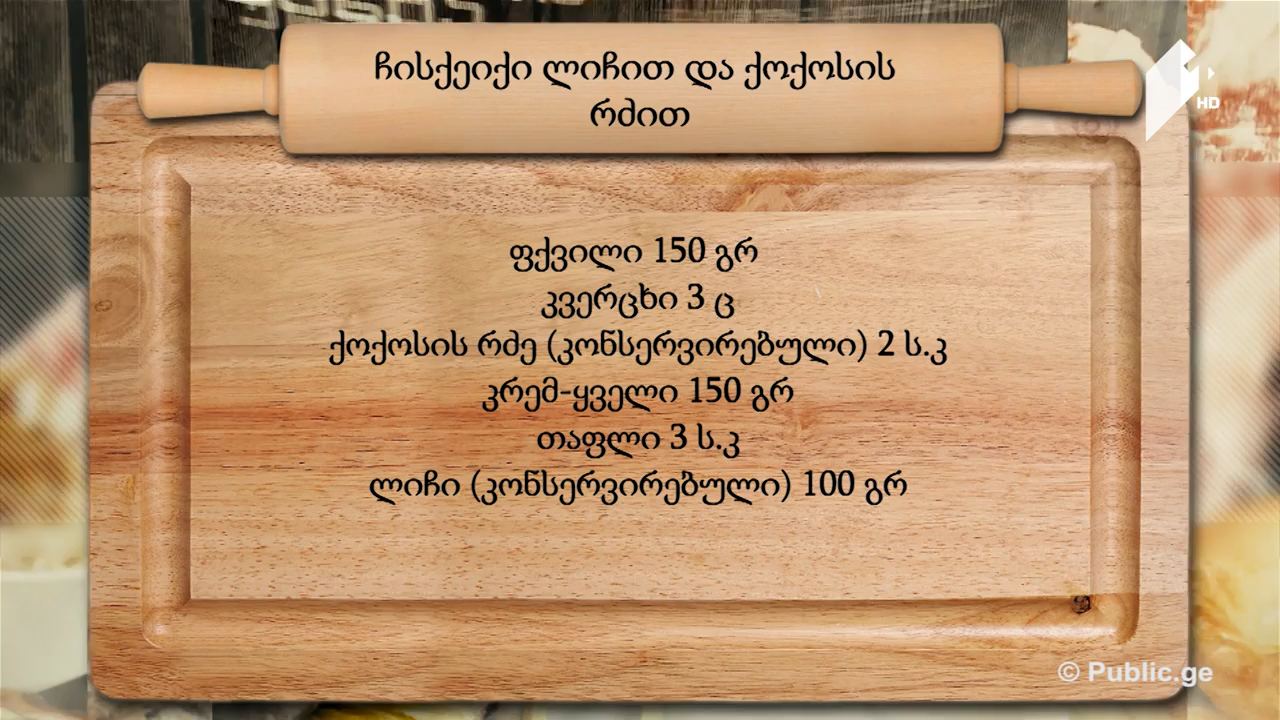 ჩისქეიქი ლიჩით და ქოქოსის
რძით
HD
ფქვილი 150 გრ
კვერცხი 3 ც
ქოქოსის რძე (კონსერვირებული) 2 ს.კ
კრემ-ყველი 150 გრ
თაფლი 3 ს.კ
ლიჩი (კონსერვირებული) 100 გრ
© Public.ge